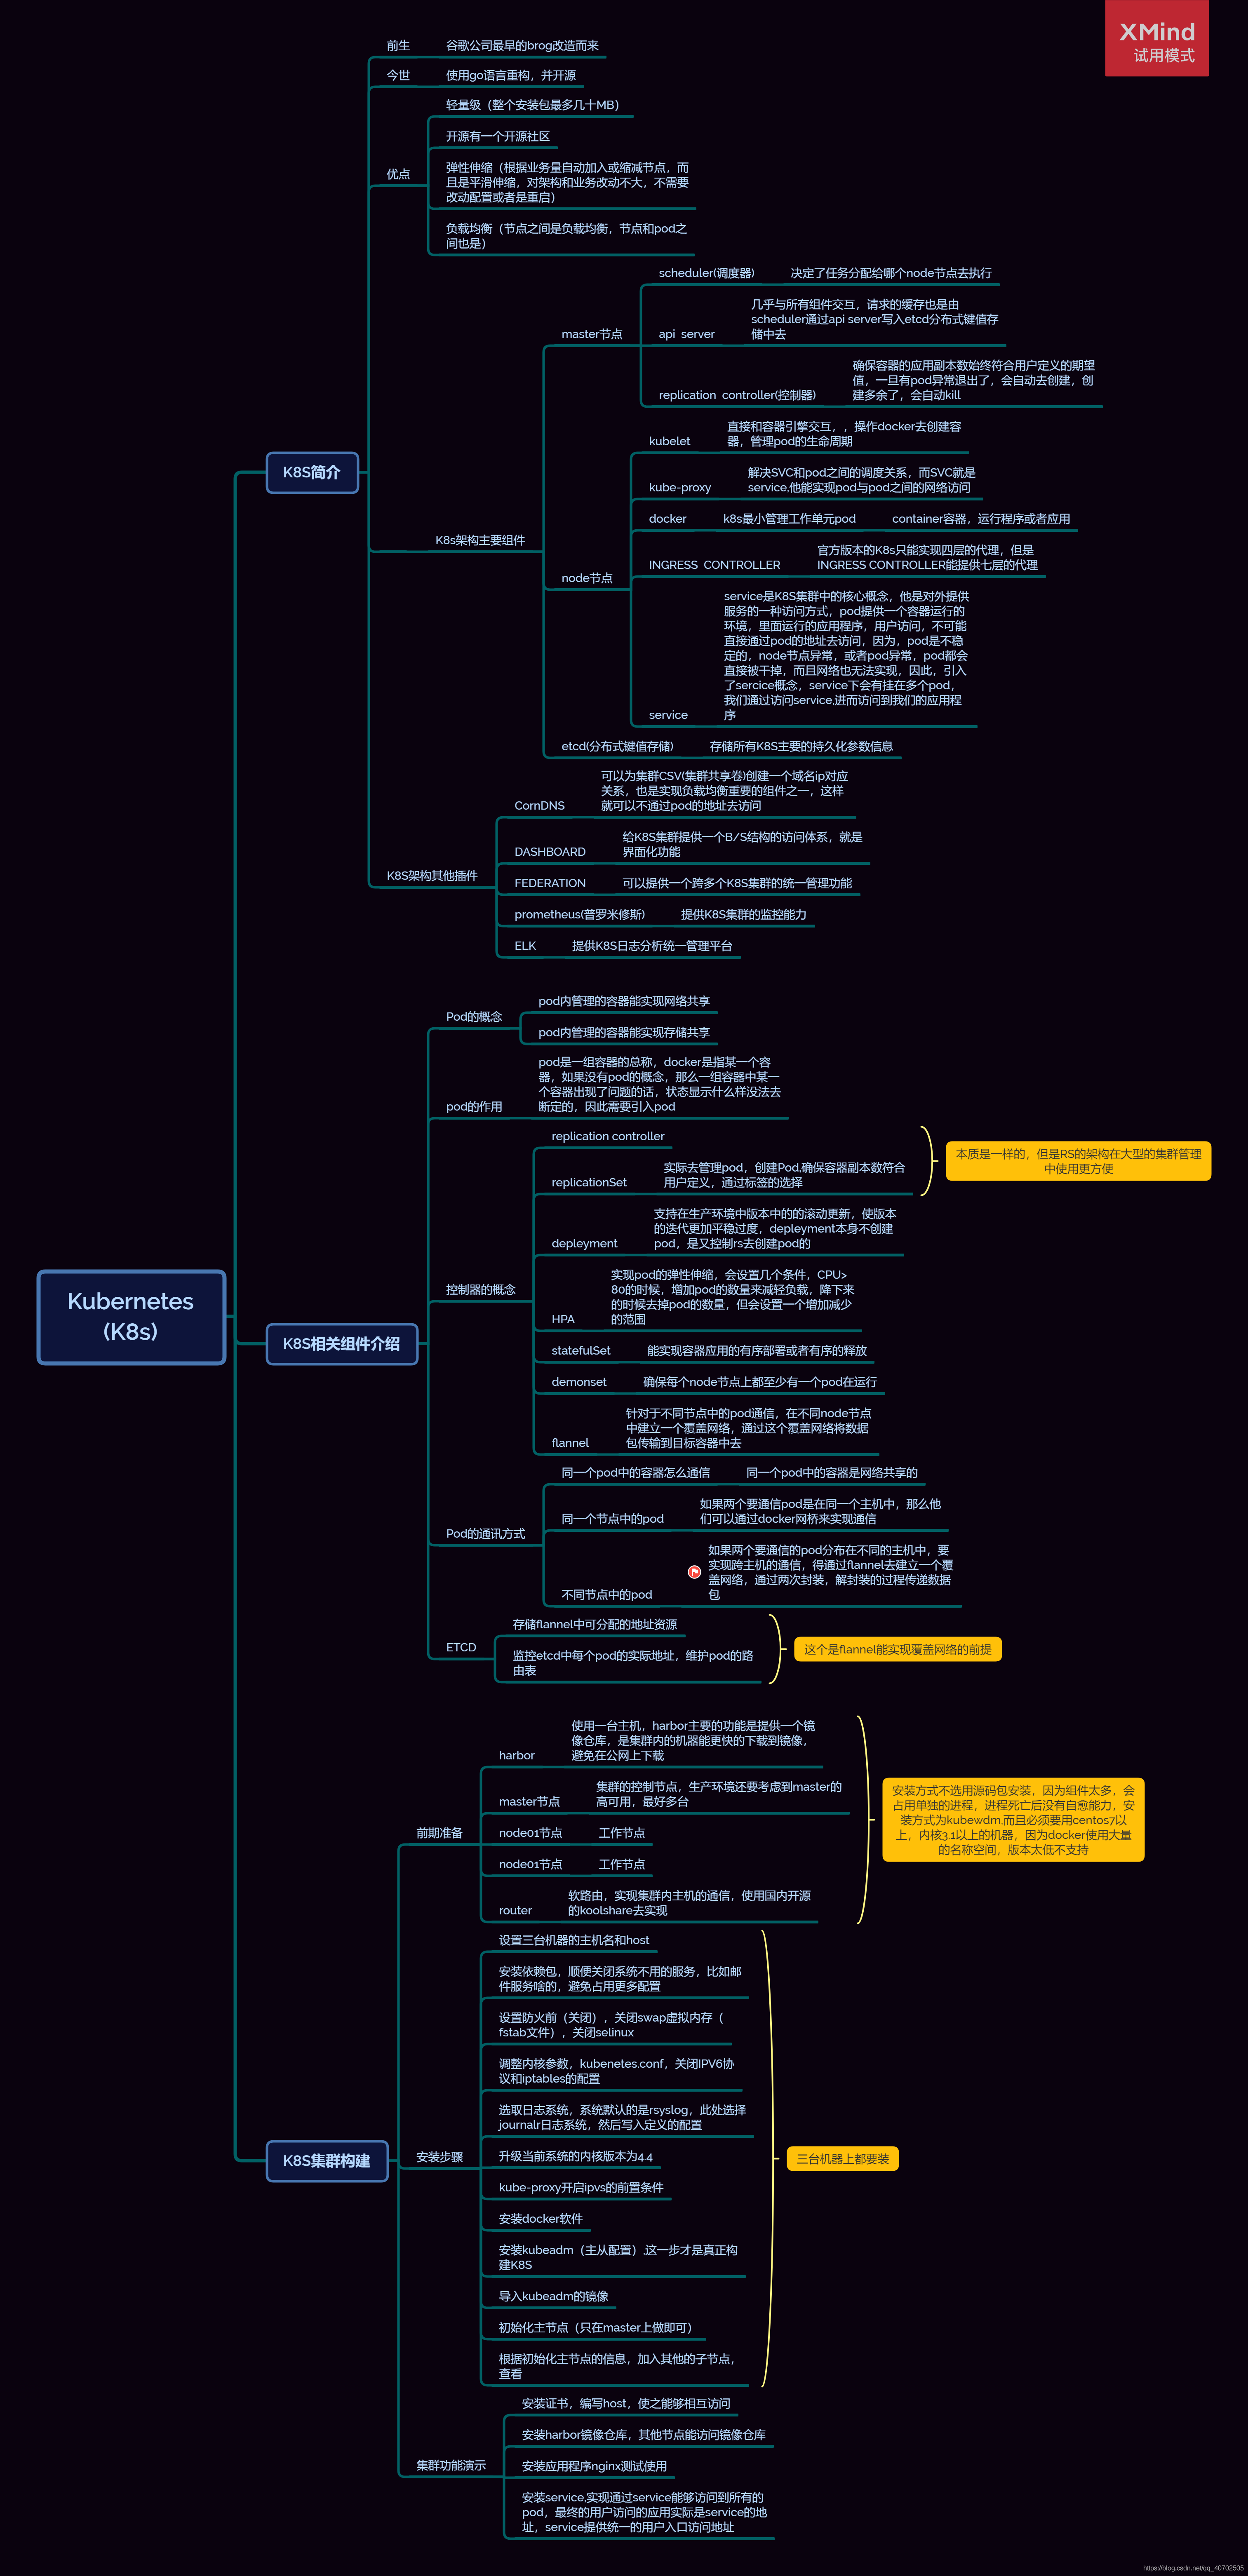 XMind
试用模式
前生
谷歌公司最早的brog改造而来
今世
使用go语言重构，并开源
轻量级（整个安装包最多几十MB）
开源有一个开源社区
优点
弹性伸缩（根据业务量自动加入或缩减节点，而
且是平滑伸缩，对架构和业务改动不大，不需要
改动配置或者是重启）
负载均衡（节点之间是负载均衡，节点和pod之
间也是）
scheduler(调度器)
决定了任务分配给哪个node节点去执行
master节点
api server
几乎与所有组件交互，请求的缓存也是由
scheduler通过api server写入etcd分布式键值存
储中去
replication controller(控制器)
确保容器的应用副本数始终符合用户定义的期望
值，一旦有pod异常退出了，会自动去创建，创
建多余了，会自动kill
K8S简介
kubelet
直接和容器引擎交互，，操作docker去创建容
器，管理pod的生命周期
kube-proxy
解决SVC和pod之间的调度关系，而SVC就是
service,他能实现pod与pod之间的网络访问
docker
k8s最小管理工作单元pod
container容器，运行程序或者应用
K8s架构主要组件
node节点
INGRESS CONTROLLER
官方版本的K8s只能实现四层的代理，但是
INGRESS CONTROLLER能提供七层的代理
service
service是K8S集群中的核心概念，他是对外提供
服务的一种访问方式，pod提供一个容器运行的
环境，里面运行的应用程序，用户访问，不可能
直接通过pod的地址去访问，因为，pod是不稳
定的，node节点异常，或者pod异常，pod都会
直接被干掉，而且网络也无法实现，因此，引入
了sercice概念，service下会有挂在多个pod，
我们通过访问service,进而访问到我们的应用程
序
etcd(分布式键值存储)
存储所有K8S主要的持久化参数信息
CornDNS
可以为集群CSV(集群共享卷)创建一个域名ip对应
关系，也是实现负载均衡重要的组件之一，这样
就可以不通过pod的地址去访问
DASHBOARD
给K8S集群提供一个B/S结构的访问体系，就是
界面化功能
K8S架构其他插件
FEDERATION
可以提供一个跨多个K8S集群的统一管理功能
prometheus(普罗米修斯)
提供K8S集群的监控能力
ELK
提供K8S日志分析统一管理平台
Pod的概念
pod内管理的容器能实现网络共享
pod内管理的容器能实现存储共享
pod的作用
pod是一组容器的总称，docker是指某一个容
器，如果没有pod的概念，那么一组容器中某一
个容器出现了问题的话，状态显示什么样没法去
断定的，因此需要引入pod
replication controller
replicationSet
实际去管理pod，创建Pod,确保容器副本数符合
用户定义，通过标签的选择
本质是一样的，但是RS的架构在大型的集群管理
中使用更方便
depleyment
支持在生产环境中版本中的的滚动更新，使版本
的迭代更加平稳过度，depleyment本身不创建
pod，是又控制rs去创建pod的
控制器的概念
HPA
实现pod的弹性伸缩，会设置几个条件，CPU>
80的时候，增加pod的数量来减轻负载，降下来
的时候去掉pod的数量，但会设置一个增加减少
的范围
Kubernetes
(K8s)
K8S相关组件介绍
statefulSet
能实现容器应用的有序部署或者有序的释放
demonset
确保每个node节点上都至少有一个pod在运行
flannel
针对于不同节点中的pod通信，在不同node节点
中建立一个覆盖网络，通过这个覆盖网络将数据
包传输到目标容器中去
同一个pod中的容器怎么通信
同一个pod中的容器是网络共享的
Pod的通讯方式
同一个节点中的pod
如果两个要通信pod是在同一个主机中，那么他
们可以通过docker网桥来实现通信
不同节点中的pod
如果两个要通信的pod分布在不同的主机中，要
实现跨主机的通信，得通过flannel去建立一个覆
盖网络，通过两次封装，解封装的过程传递数据
包
ETCD
存储flannel中可分配的地址资源
监控etcd中每个pod的实际地址，维护pod的路
由表
这个是flannel能实现覆盖网络的前提
harbor
使用一台主机，harbor主要的功能是提供一个镜
像仓库，是集群内的机器能更快的下载到镜像，
避免在公网上下载
master节点
集群的控制节点，生产环境还要考虑到master的
高可用，最好多台
前期准备
node01节点
工作节点
node01节点
工作节点
router
软路由，实现集群内主机的通信，使用国内开源
的koolshare去实现
安装方式不选用源码包安装，因为组件太多，会
占用单独的进程，进程死亡后没有自愈能力，安
装方式为kubewdm,而且必须要用centos7以
上，内核3.1以上的机器，因为docker使用大量
的名称空间，版本太低不支持
设置三台机器的主机名和host
安装依赖包，顺便关闭系统不用的服务，比如邮
件服务啥的，避免占用更多配置
设置防火前（关闭），关闭swap虚拟内存（
fstab文件），关闭selinux
调整内核参数，kubenetes.conf，关闭IPV6协
议和iptables的配置
选取日志系统，系统默认的是rsyslog，此处选择
journalr日志系统，然后写入定义的配置
K8S集群构建
安装步骤
升级当前系统的内核版本为4.4
三台机器上都要装
kube-proxy开启ipvs的前置条件
安装docker软件
安装kubeadm（主从配置）,这一步才是真正构
建K8S
导入kubeadm的镜像
初始化主节点（只在master上做即可）
根据初始化主节点的信息，加入其他的子节点，
查看
安装证书，编写host，使之能够相互访问
安装harbor镜像仓库，其他节点能访问镜像仓库
集群功能演示
安装应用程序nginx测试使用
安装service,实现通过service能够访问到所有的
pod，最终的用户访问的应用实际是service的地
址，service提供统一的用户入口访问地址
https://blog.csdn.net/qq_40702505